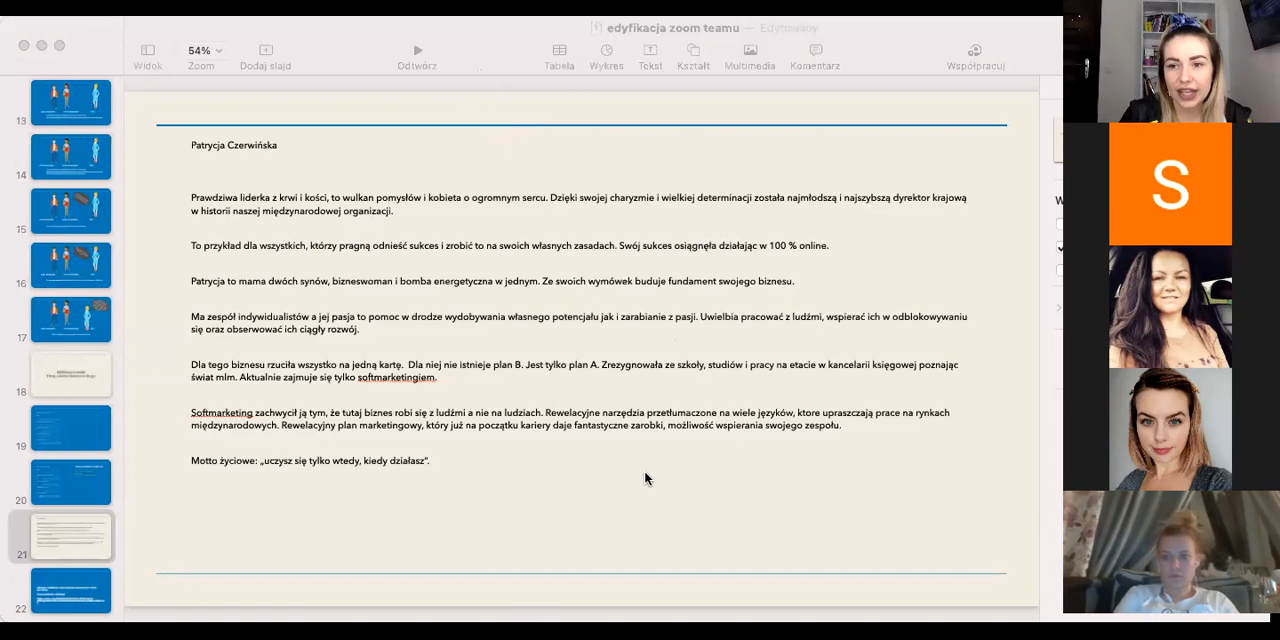 edyfikacja zoom teamu — Edytowany
54%
Widok
Zoom
Dodaj slajd
Odtwórz
Tabela
Wykres
Tekst
Kształt
Multimedia
Komentarz
Współpracuj
13
14
15
16
17
18
19
20
21
22
Patrycja Czerwińska
Prawdziwa liderka z krwi i kości, to wulkan pomysłów i kobieta o ogromnym sercu. Dzięki swojej charyzmie i wielkiej determinacji została najmłodszą i najszybszą dyrektor krajową
w historii naszej międzynarodowej organizacji.
To przykład dla wszystkich, którzy pragną odnieść sukces i zrobić to na swoich własnych zasadach. Swój sukces osiągnęła działając w 100 % online.
Patrycja to mama dwóch synów, bizneswoman i bomba energetyczna w jednym. Ze swoich wymówek buduje fundament swojego biznesu.
Ma zespół indywidualistów a jej pasja to pomoc w drodze wydobywania własnego potencjału jak i zarabianie z pasji. Uwielbia pracować z ludźmi, wspierać ich w odblokowywaniu
się oraz obserwować ich ciągły rozwój.
Dla tego biznesu rzuciła wszystko na jedną kartę. Dla niej nie istnieje plan B. Jest tylko plan A. Zrezygnowała ze szkoły, studiów i pracy na etacie w kancelarii księgowej poznając
świat mlm. Aktualnie zajmuje się tylko softmarketingiem.
Softmarketing zachwycił ją tym, że tutaj biznes robi się z ludźmi a nie na ludziach. Rewelacyjne narzędzia przetłumaczone na wiele języków, ktore upraszczają prace na rynkach
międzynarodowych. Rewelacyjny plan marketingowy, który już na początku kariery daje fantastyczne zarobki, możliwość wspierania swojego zespołu.
Motto życiowe: „uczysz się tylko wtedy, kiedy działasz”.
W
S